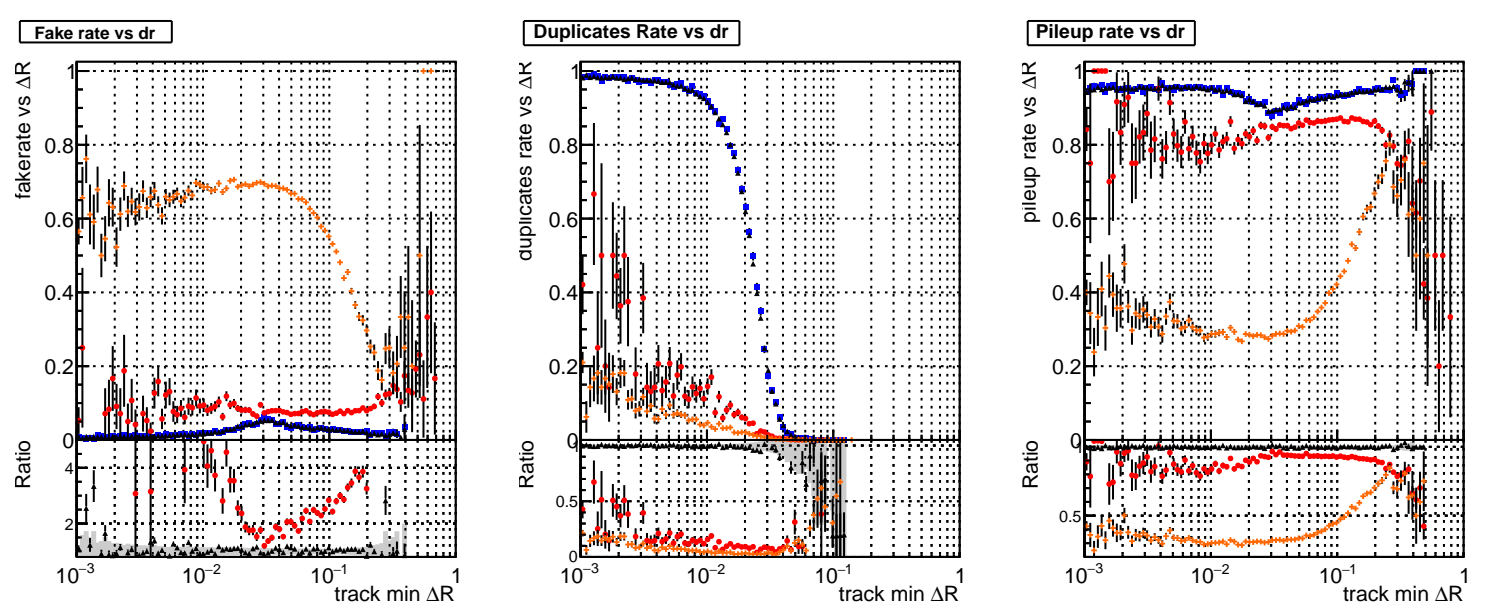 Fake rate vs dr
Duplicates Rate vs dr
Pileup rate vs dr
fakerate vs ΔR
1
0.8
0.6
0.4
0.2
0
Ratio
4
2
10⁻³
10⁻²
10⁻¹
1
track min ΔR
duplicates rate vs ΔR
1
0.8
0.6
0.4
0.2
0
Ratio
0.5
0
10⁻³
10⁻²
10⁻¹
1
track min ΔR
pileup rate vs ΔR
1
0.8
0.6
0.4
0.2
0
Ratio
0.5
10⁻³
10⁻²
10⁻¹
1
track min ΔR